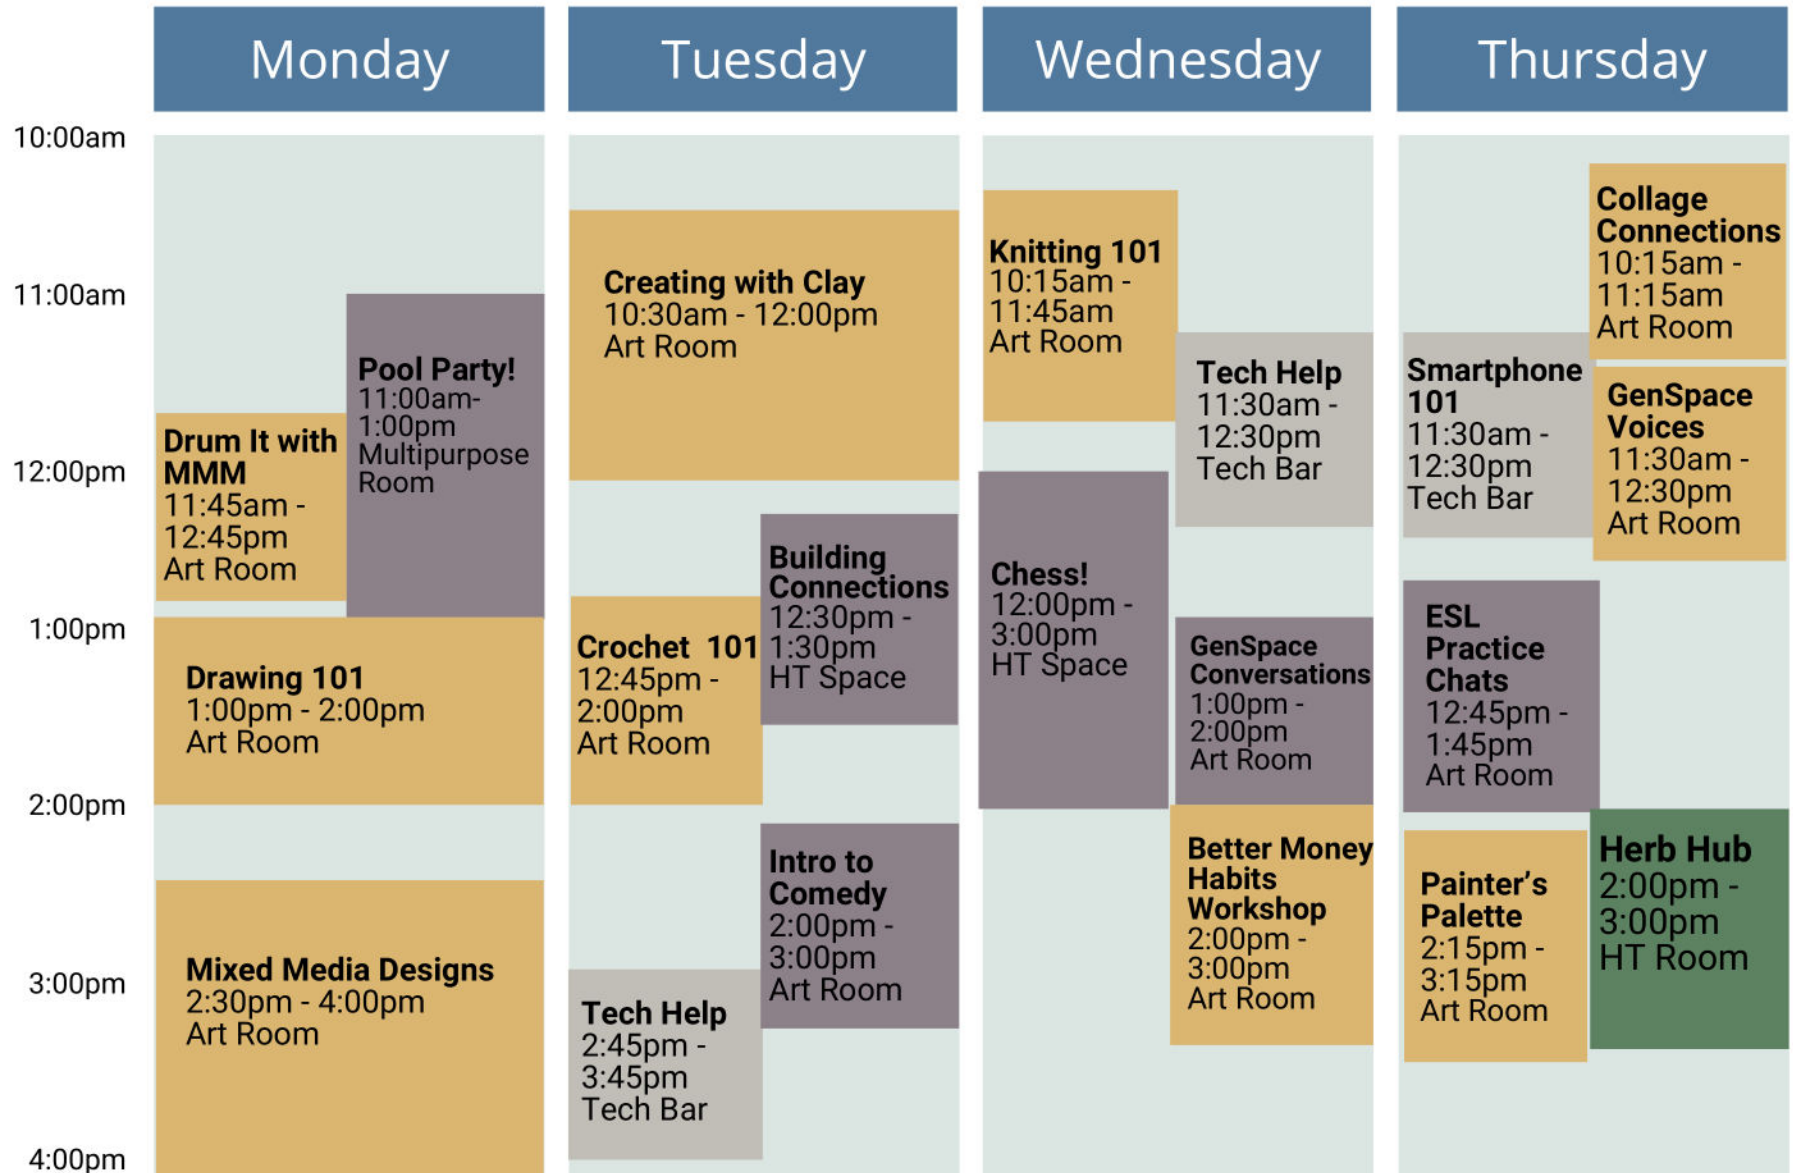 Monday
Tuesday
Wednesday
Thursday
10:00am
11:00am
12:00pm
1:00pm
2:00pm
3:00pm
4:00pm
Pool Party!
11:00am-
1:00pm
Multipurpose
Room
Drum It with
MMM
11:45am -
12:45pm
Art Room
Drawing 101
1:00pm - 2:00pm
Art Room
Mixed Media Designs
2:30pm - 4:00pm
Art Room
Creating with Clay
10:30am - 12:00pm
Art Room
Building
Connections
12:30pm -
1:30pm
HT Space
Crochet 101
12:45pm -
2:00pm
Art Room
Intro to
Comedy
2:00pm -
3:00pm
Art Room
Tech Help
2:45pm -
3:45pm
Tech Bar
Knitting 101
10:15am -
11:45am
Art Room
Tech Help
11:30am -
12:30pm
Tech Bar
Chess!
12:00pm -
3:00pm
HT Space
GenSpace
Conversations
1:00pm -
2:00pm
Art Room
Better Money
Habits
Workshop
2:00pm -
3:00pm
Art Room
Collage
Connections
10:15am -
11:15am
Art Room
Smartphone
101
11:30am -
12:30pm
Tech Bar
GenSpace
Voices
11:30am -
12:30pm
Art Room
ESL
Practice
Chats
12:45pm -
1:45pm
Art Room
Herb Hub
2:00pm -
3:00pm
HT Room
Painter's
Palette
2:15pm -
3:15pm
Art Room